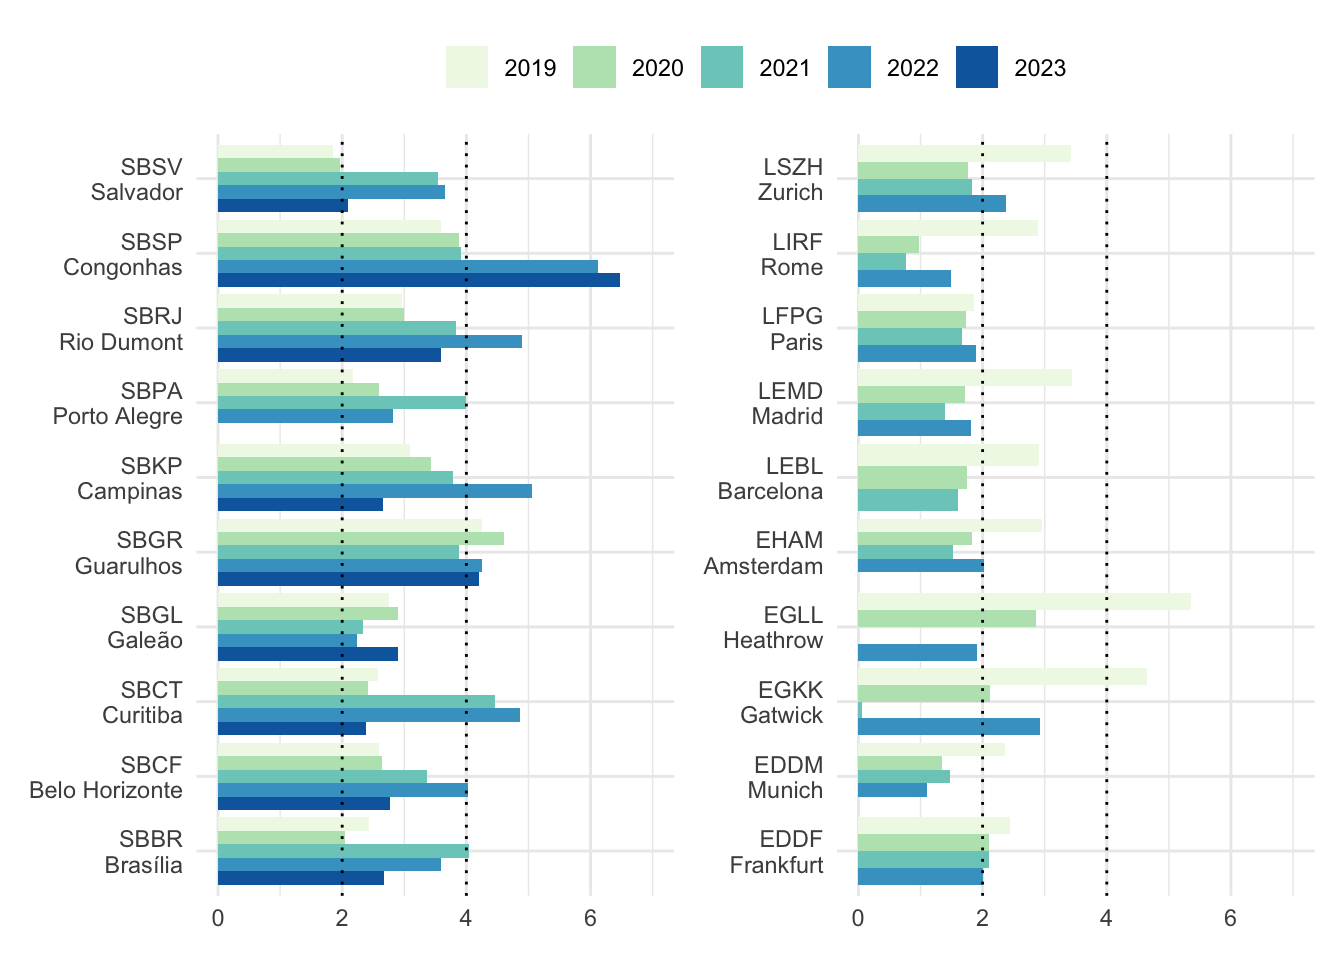 2019 2020 2021 2022 2023
SBSV
Salvador
SBSP
Congonhas
SBRJ
Rio Dumont
SBPA
Porto Alegre
SBKP
Campinas
SBGR
Guarulhos
SBGL
Galeão
SBCT
Curitiba
SBCF
Belo Horizonte
SBBR
Brasília
0 2 4 6
LSZH
Zurich
LIRF
Rome
LFPG
Paris
LEMD
Madrid
LEBL
Barcelona
EHAM
Amsterdam
EGLL
Heathrow
EGKK
Gatwick
EDDM
Munich
EDDF
Frankfurt
0 2 4 6